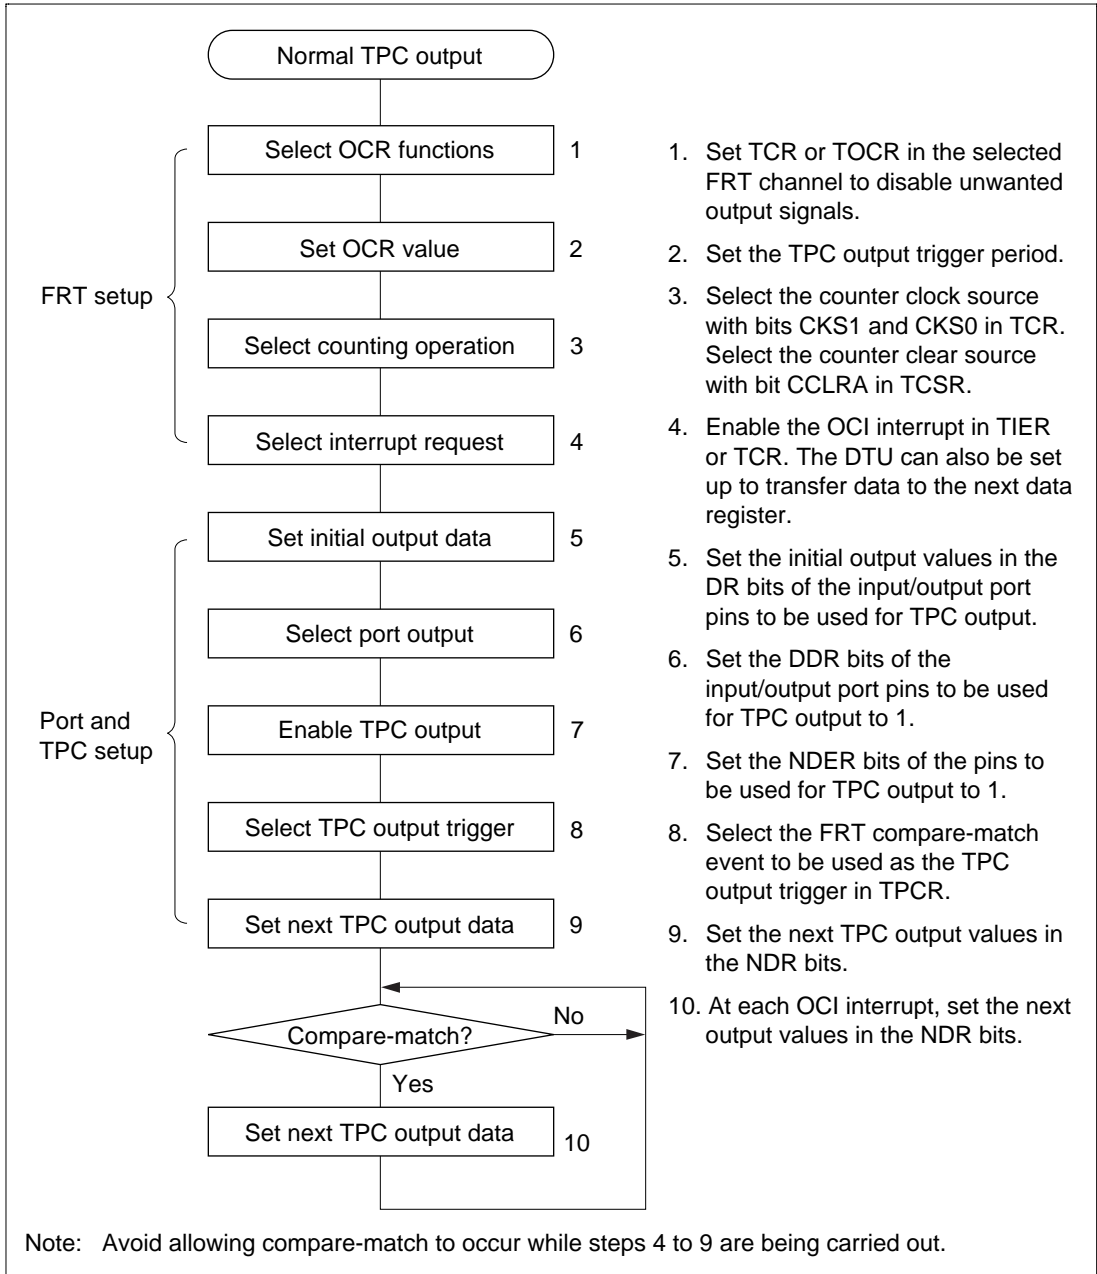 Normal TPC output
Select OCR functions 1
Set OCR value 2
FRT setup
Select counting operation 3
Select interrupt request 4
Set initial output data 5
Select port output 6
Port and
TPC setup
Enable TPC output 7
Select TPC output trigger 8
Set next TPC output data 9
Compare-match?
No
Yes
Set next TPC output data 10
1. Set TCR or TOCR in the selected
FRT channel to disable unwanted
output signals.
2. Set the TPC output trigger period.
3. Select the counter clock source
with bits CKS1 and CKS0 in TCR.
Select the counter clear source
with bit CCLRA in TCSR.
4. Enable the OCI interrupt in TIER
or TCR. The DTU can also be set
up to transfer data to the next data
register.
5. Set the initial output values in the
DR bits of the input/output port
pins to be used for TPC output.
6. Set the DDR bits of the
input/output port pins to be used
for TPC output to 1.
7. Set the NDER bits of the pins to
be used for TPC output to 1.
8. Select the FRT compare-match
event to be used as the TPC
output trigger in TPCR.
9. Set the next TPC output values in
the NDR bits.
10. At each OCI interrupt, set the next
output values in the NDR bits.
Note: Avoid allowing compare-match to occur while steps 4 to 9 are being carried out.